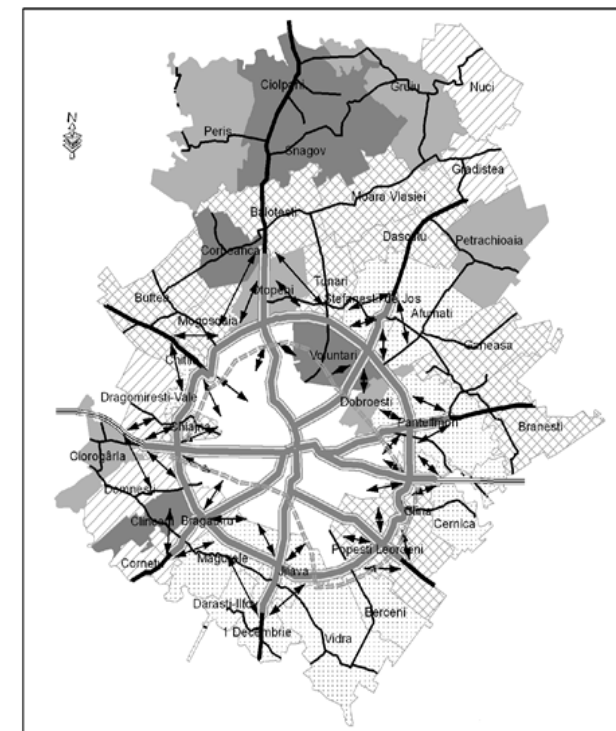 Ciolpani
Gruiu
Nuci
N
Peris
Snagov
Gradistea
Moara Vlasiei
Balotesti
Dascalu
Corbeanca
Petrachioaia
Tunari
Otopeni
Buftea
Stefanesti de Jos
Afumati
Mogosoaia
Ganeasa
Voluntari
Chitila
Dragomiresti-Vale
Dobroesti
Pantelimon
Branesti
Chiajna
Ciorogârla
Domnesti
Glina
Clinceni
Bragadiru
Cernica
Popesti Leordeni
Cornetu
Magurele
Jilava
Darasti-Ilfov
Berceni
1 Decembrie
Vidra